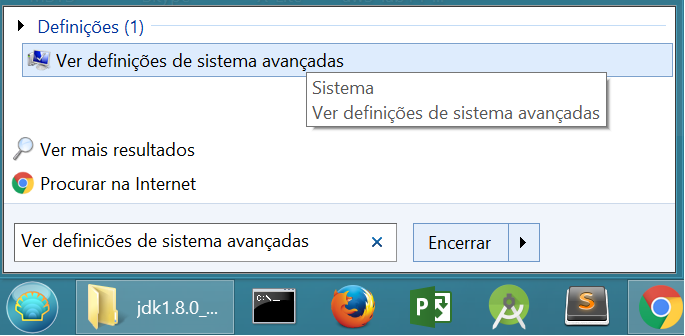 Definições (1)
Ver definições de sistema avançadas
Sistema
Ver definições de sistema avançadas
Ver mais resultados
Procurar na Internet
Ver definicões de sistema avançadas
Encerrar
jdk1.8.0_...
C:\_
P
S